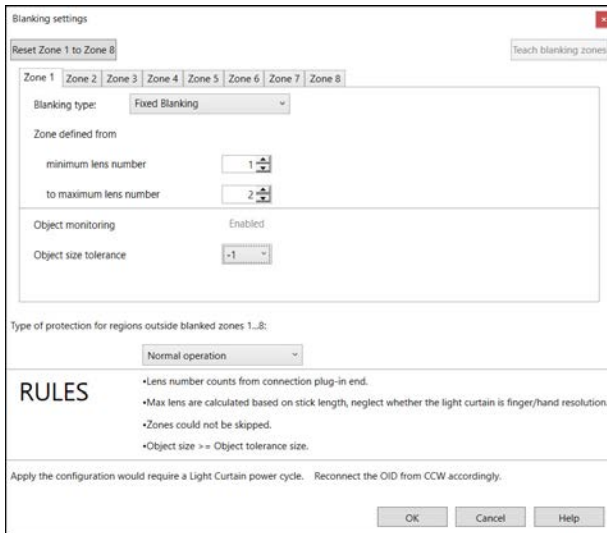 Blanking settings
Reset Zone 1 to Zone 8
Teach blanking zones
Zone 1 Zone 2 Zone 3 Zone 4 Zone 5 Zone 6 Zone 7 Zone 8
Blanking type: Fixed Blanking
Zone defined from
minimum lens number 1
to maximum lens number 2
Object monitoring Enabled
Object size tolerance -1
Type of protection for regions outside blanked zones 1...8:
Normal operation
RULES
•Lens number counts from connection plug-in end.
•Max lens are calculated based on stick length, neglect whether the light curtain is finger/hand resolution.
•Zones could not be skipped.
•Object size >= Object tolerance size.
Apply the configuration would require a Light Curtain power cycle. Reconnect the OID from CCW accordingly.
OK Cancel Help